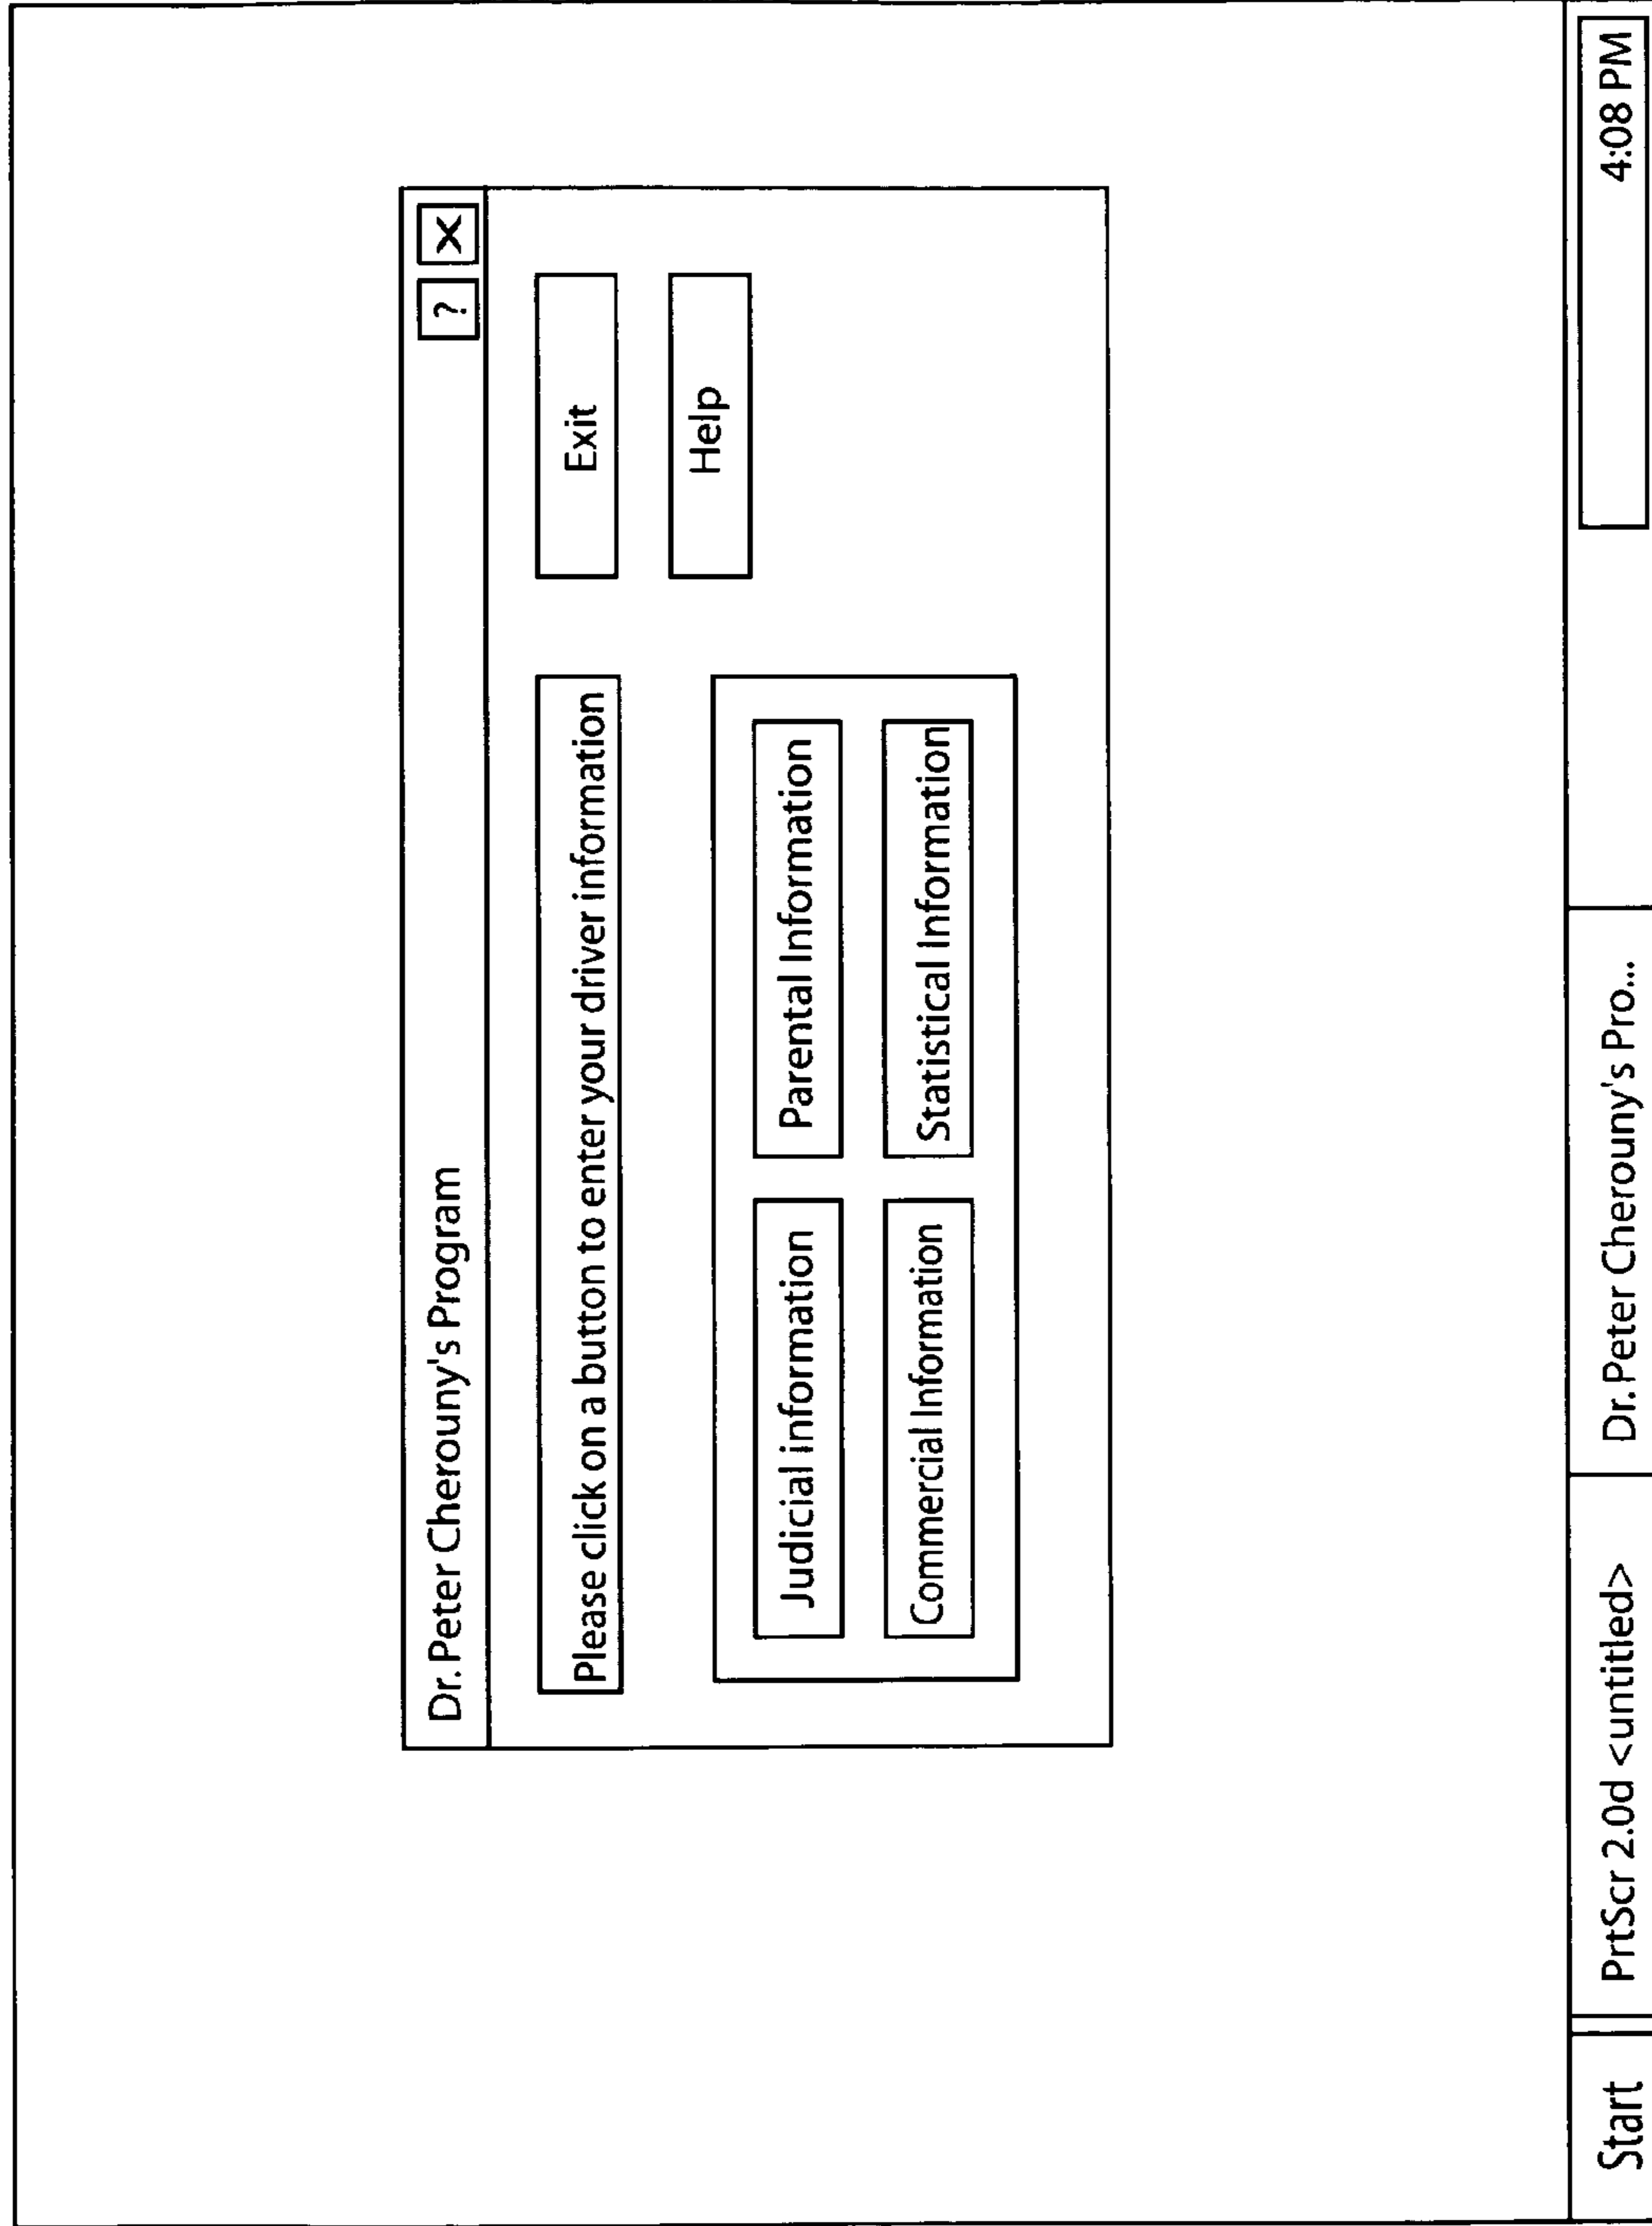 Dr. Peter Cherouny's Program
? X
Please click on a button to enter your driver information
Exit
Help
Judicial information
Parental Information
Commercial Information
Statistical Information
Start
PrtScr 2.0d <untitled>
Dr. Peter Cherouny's Pro...
4:08 PM